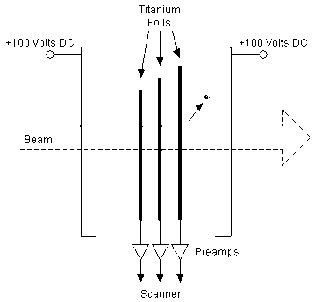 Titanium
Foils
+100 Volts DC
+100 Volts DC
Beam
Preamps
Scanner